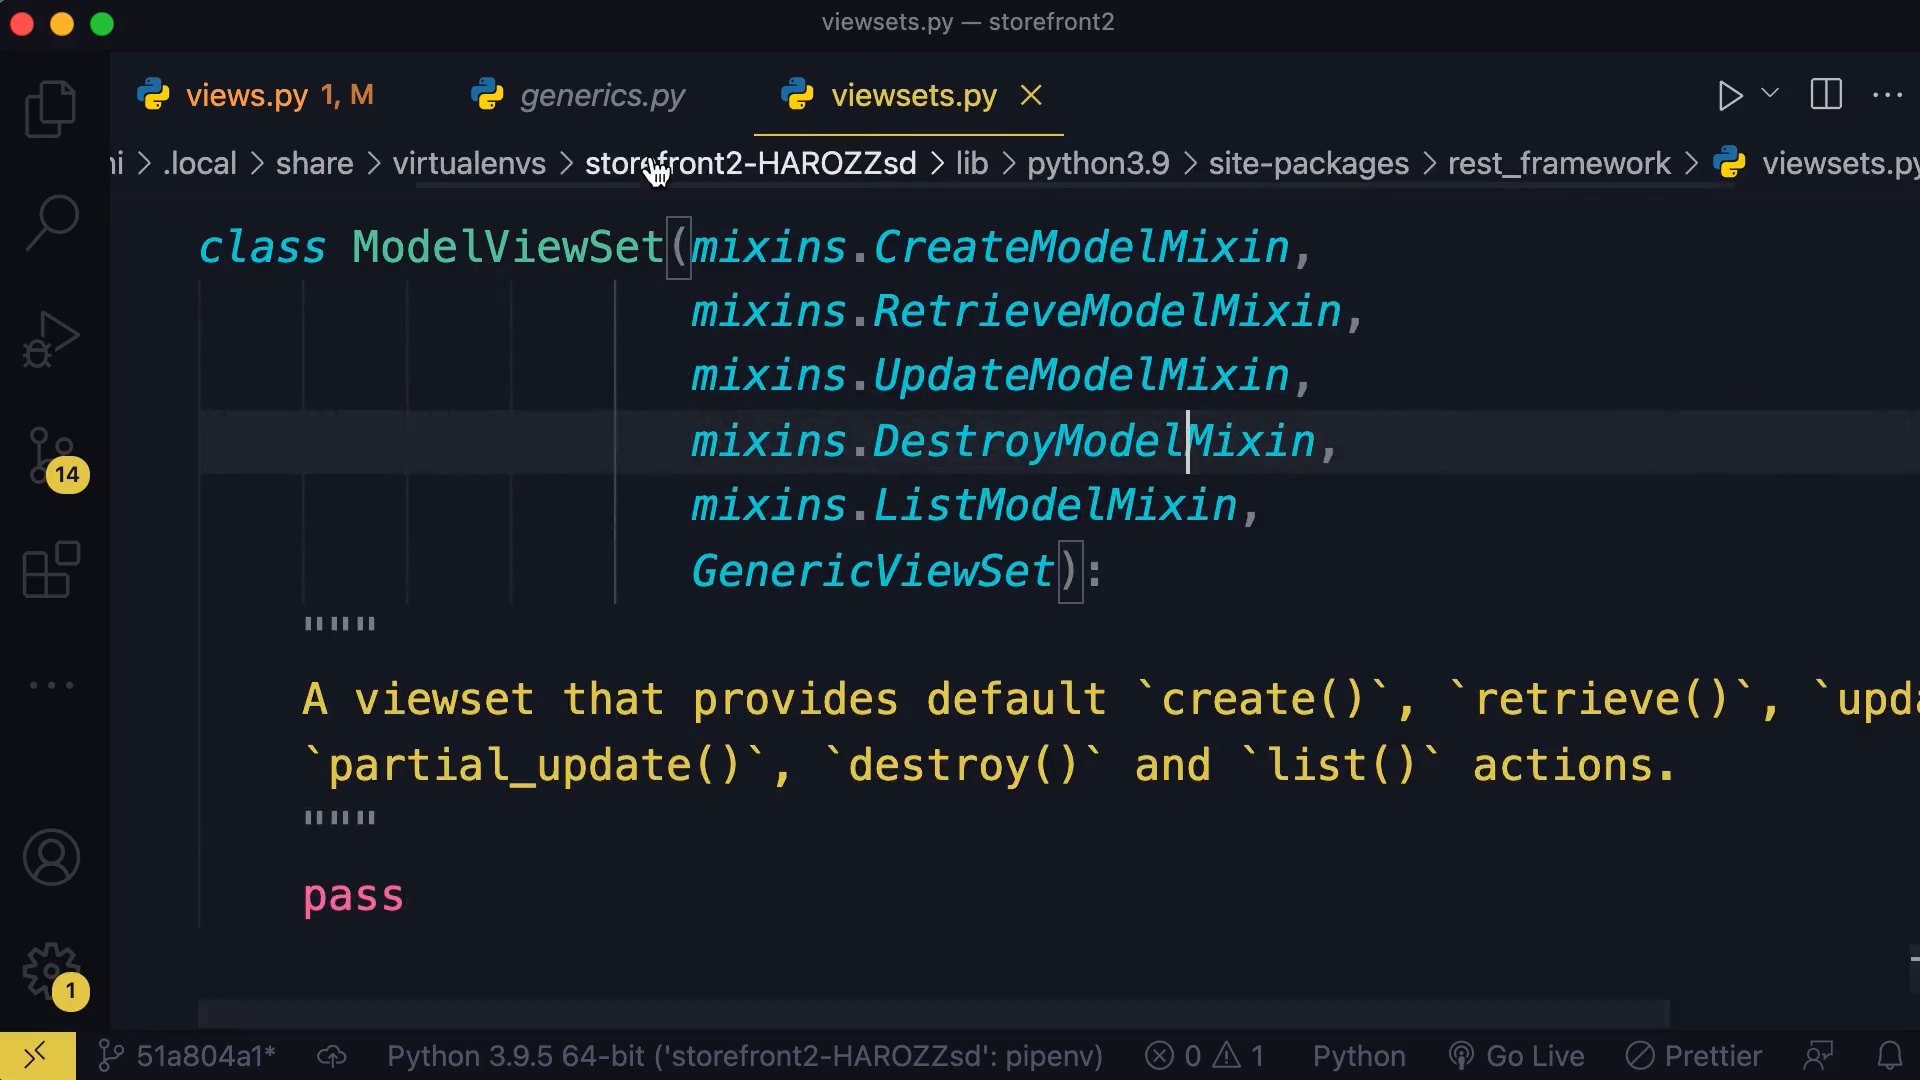 viewsets.py — storefront2
views.py 1, M generics.py viewsets.py
.local > share > virtualenvs > storefront2-HAROZZsd > lib > python3.9 > site-packages > rest_framework > viewsets.py
class ModelViewSet(mixins.CreateModelMixin,
mixins.RetrieveModelMixin,
mixins.UpdateModelMixin,
mixins.DestroyModelMixin,
mixins.ListModelMixin,
GenericViewSet):
"""
A viewset that provides default `create()`, `retrieve()`, `upda
`partial_update()`, `destroy()` and `list()` actions.
"""
pass
14
1
51a804a1* Python 3.9.5 64-bit ('storefront2-HAROZZsd': pipenv) 0 1 Python Go Live Prettier